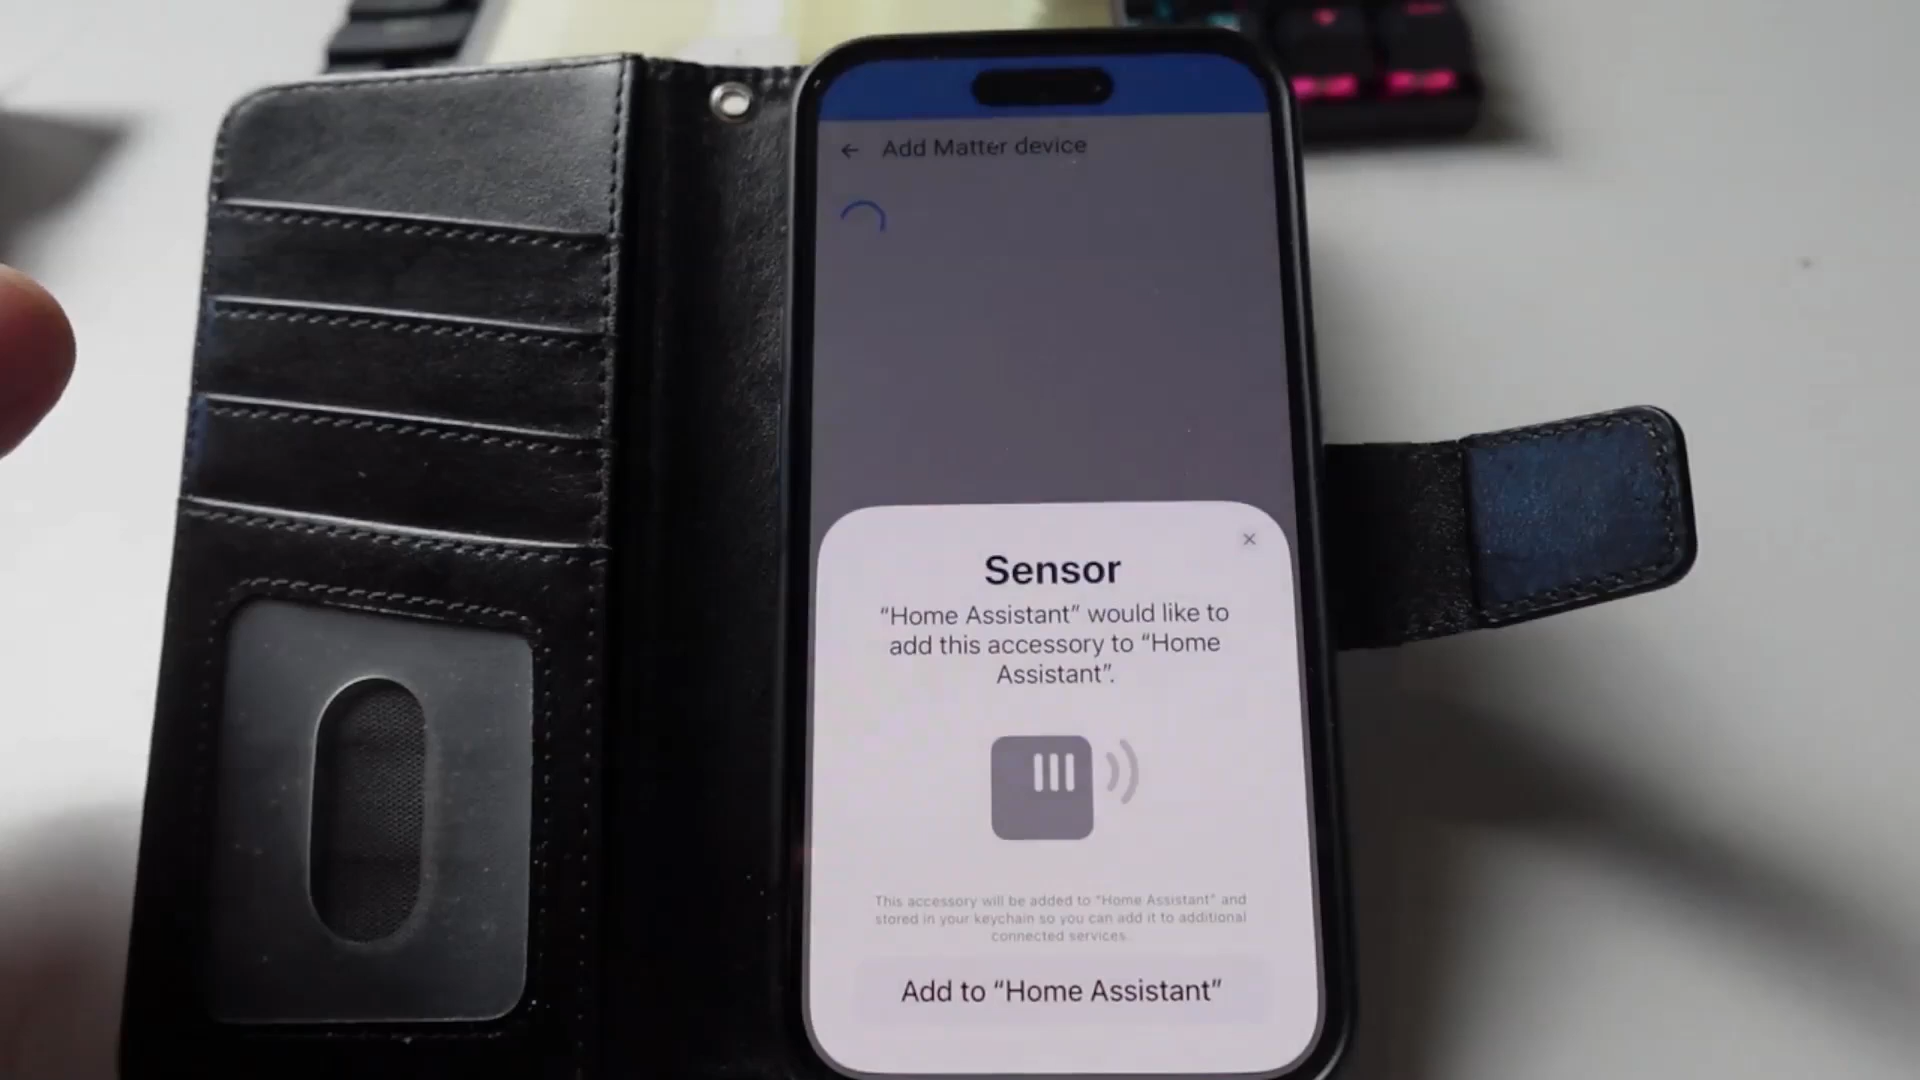 Add Matter device
Sensor
“Home Assistant” would like to
add this accessory to “Home
Assistant”.
This accessory will be added to “Home Assistant” and
stored in your keychain so you can add it to additional
connected services.
Add to “Home Assistant”